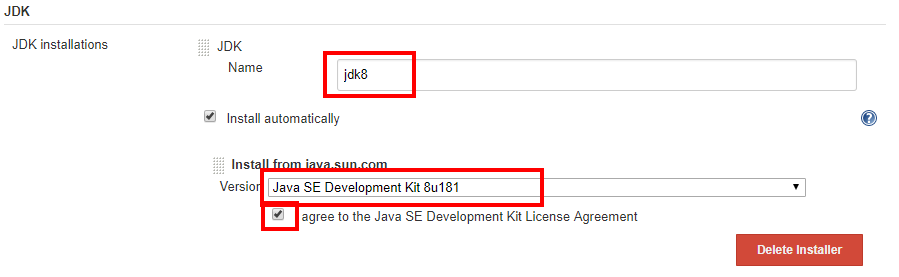 JDK
JDK installations
JDK
Name
jdk8
Install automatically
?
Install from java.sun.com
Version
Java SE Development Kit 8u181
agree to the Java SE Development Kit License Agreement
Delete Installer